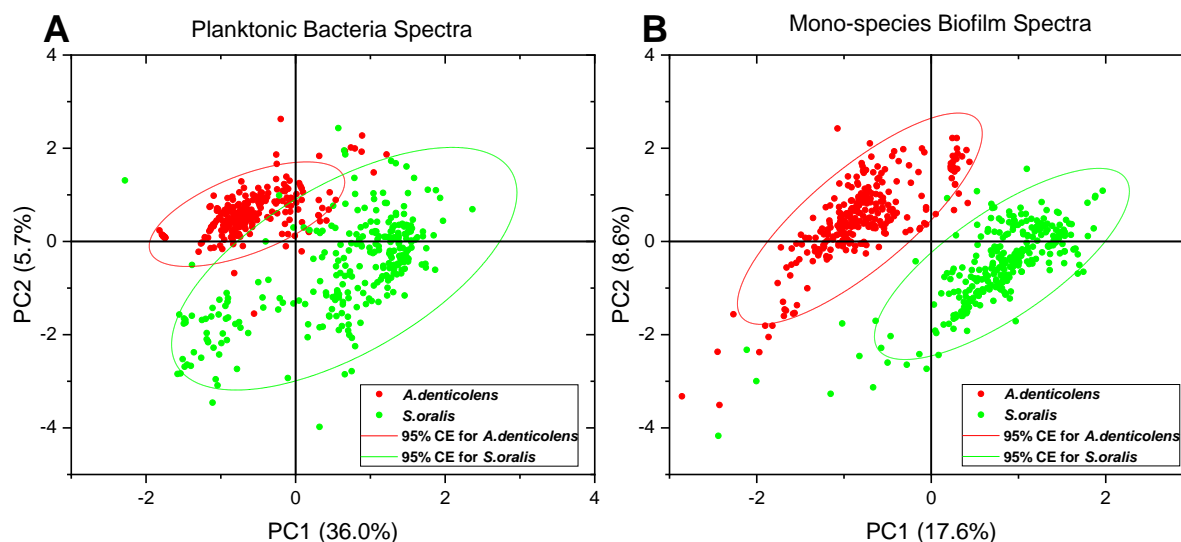 A
Planktonic Bacteria Spectra
4
2
0
-2
-4
PC2 (5.7%)
-2
0
2
4
PC1 (36.0%)
A.denticolens
S.oralis
95% CE for A.denticolens
95% CE for S.oralis
B
Mono-species Biofilm Spectra
4
2
0
-2
-4
PC2 (8.6%)
-2
0
2
PC1 (17.6%)
A.denticolens
S.oralis
95% CE for A.denticolens
95% CE for S.oralis